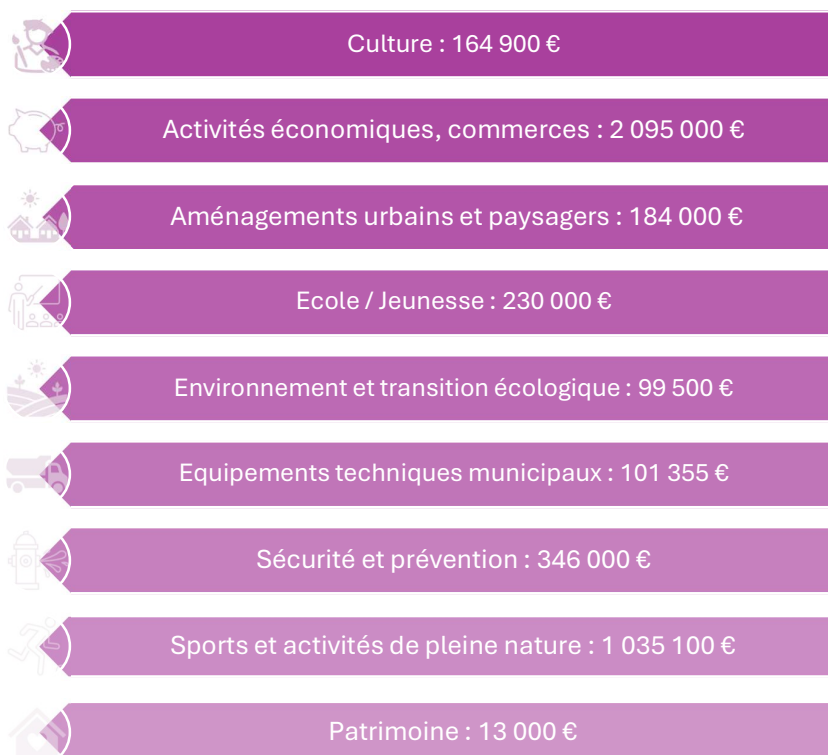 Culture : 164 900 €
Activités économiques, commerces : 2 095 000 €
Aménagements urbains et paysagers : 184 000 €
Ecole / Jeunesse : 230 000 €
Environnement et transition écologique : 99 500 €
Equipements techniques municipaux : 101 355 €
Sécurité et prévention : 346 000 €
Sports et activités de pleine nature : 1 035 100 €
Patrimoine : 13 000 €